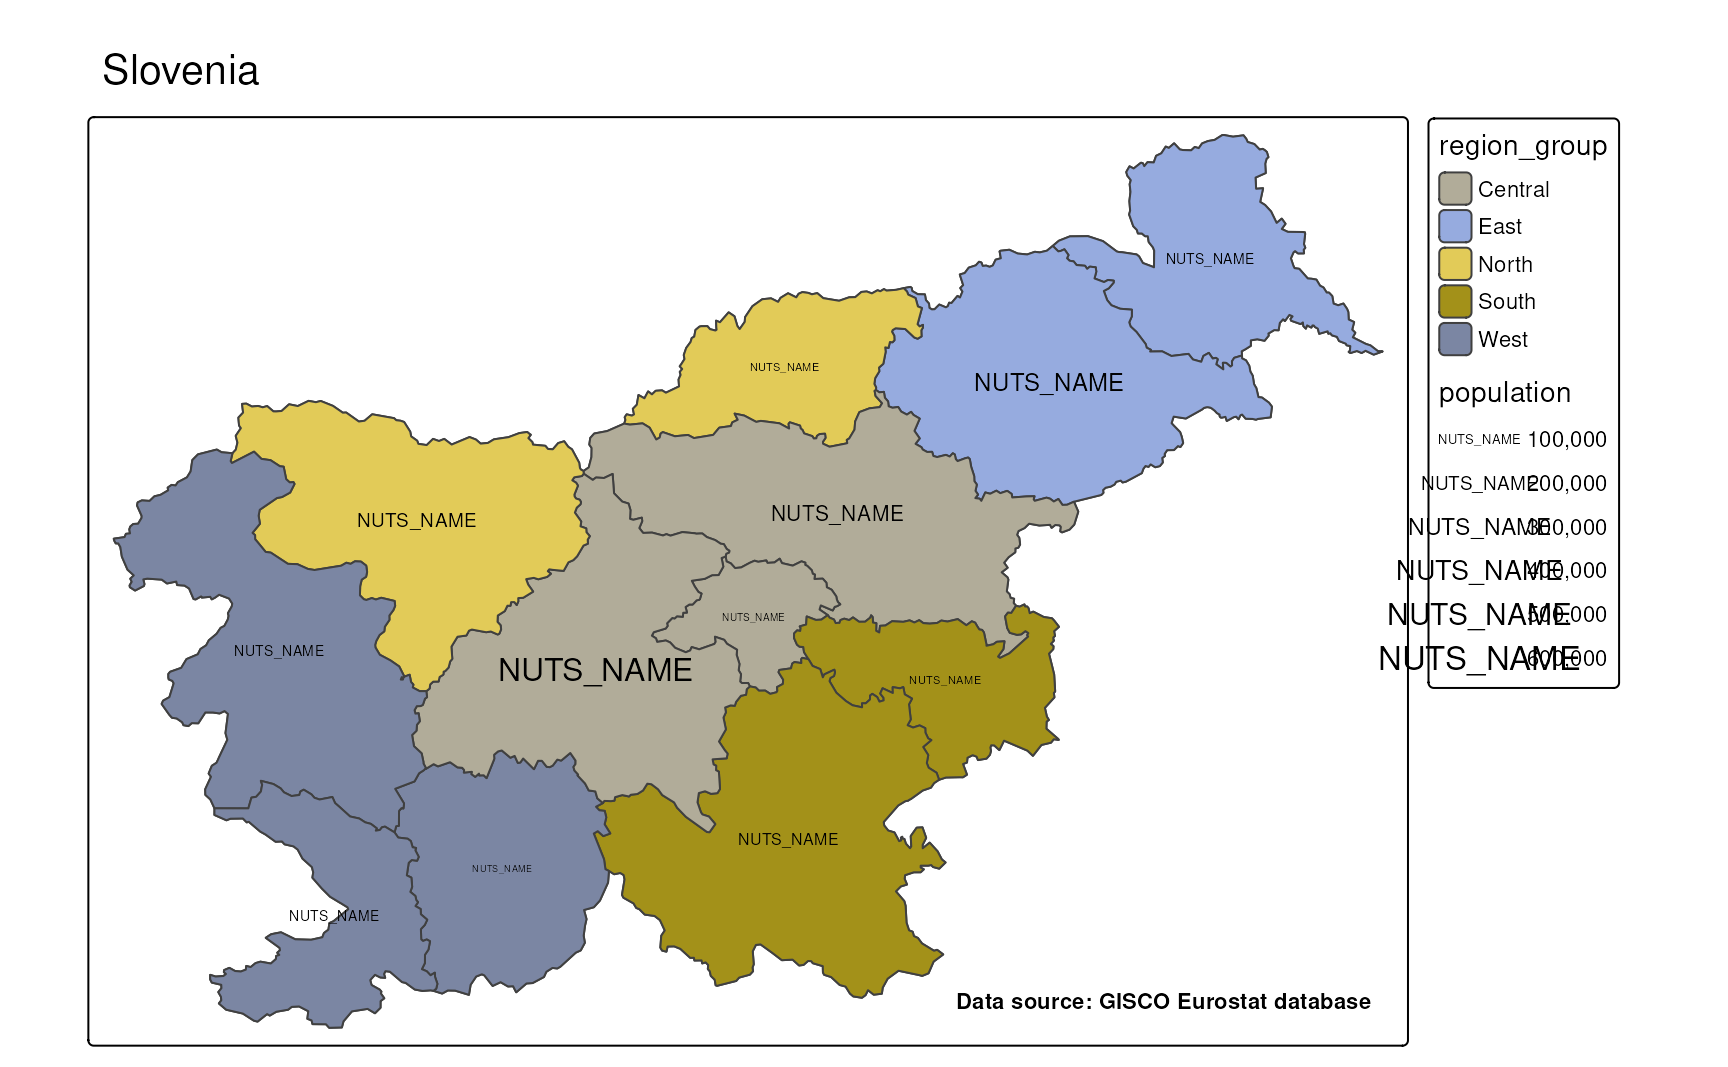 Slovenia
NUTS_NAME
NUTS_NAME
NUTS_NAME
NUTS_NAME
NUTS_NAME
NUTS_NAME
NUTS_NAME
NUTS_NAME
NUTS_NAME
NUTS_NAME
NUTS_NAME
NUTS_NAME
Data source: GISCO Eurostat database
region_group
Central
East
North
South
West
population
NUTS_NAME 100,000
NUTS_NAME 200,000
NUTS_NAME 300,000
NUTS_NAME 400,000
NUTS_NAME 500,000
NUTS_NAME 600,000